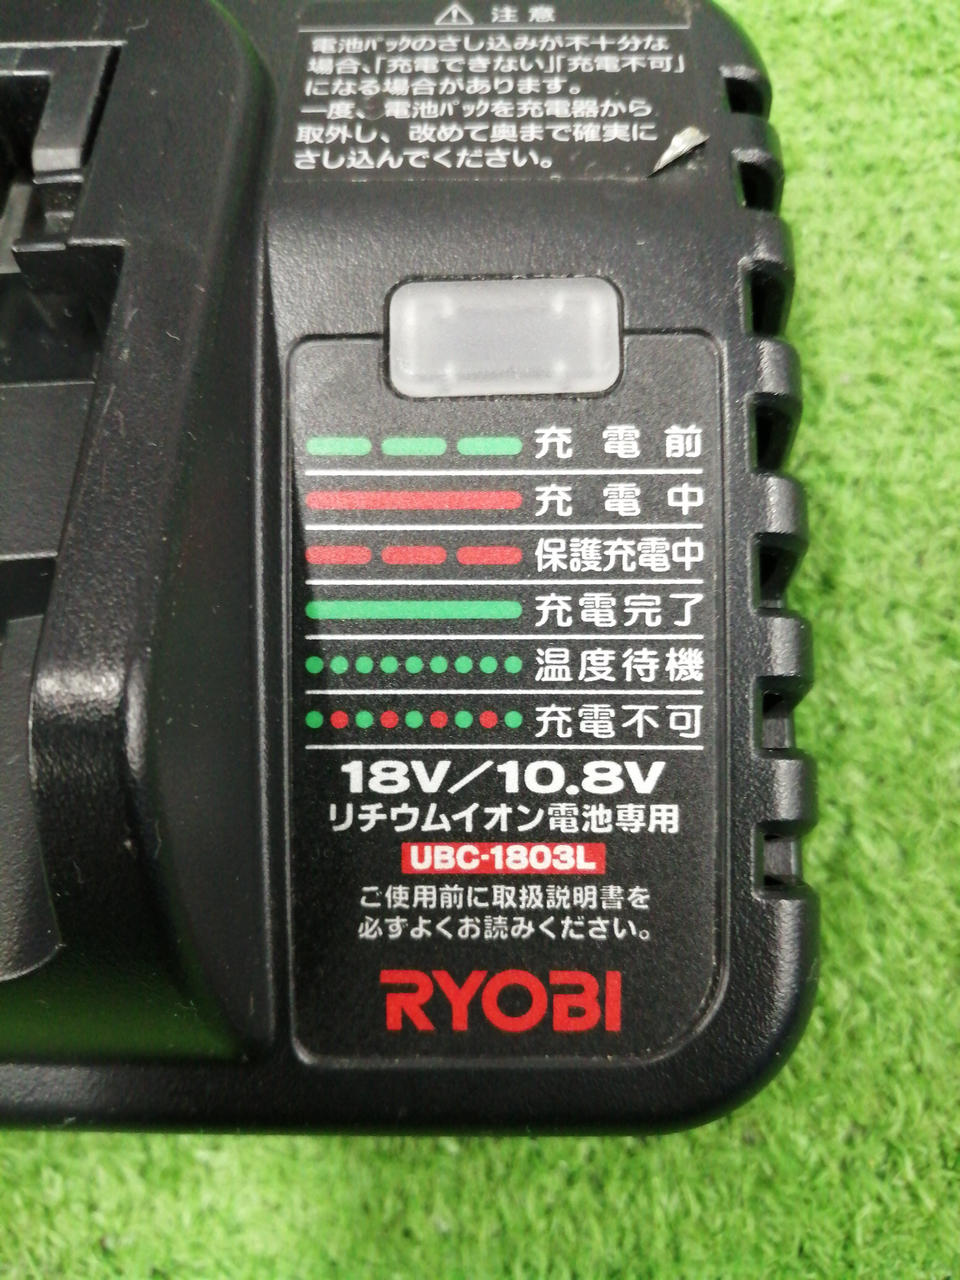 ⚠ 注意
電池パックのさし込みが不十分な
場合、「充電できない」「充電不可」
になる場合があります。
一度、電池パックを充電器から
取外し、改めて奥まで確実に
さし込んでください。
充電前
充電中
保護充電中
充電完了
温度待機
充電不可
18V/10.8V
リチウムイオン電池専用
UBC-1803L
ご使用前に取扱説明書を
必ずよくお読みください。
RYOBI